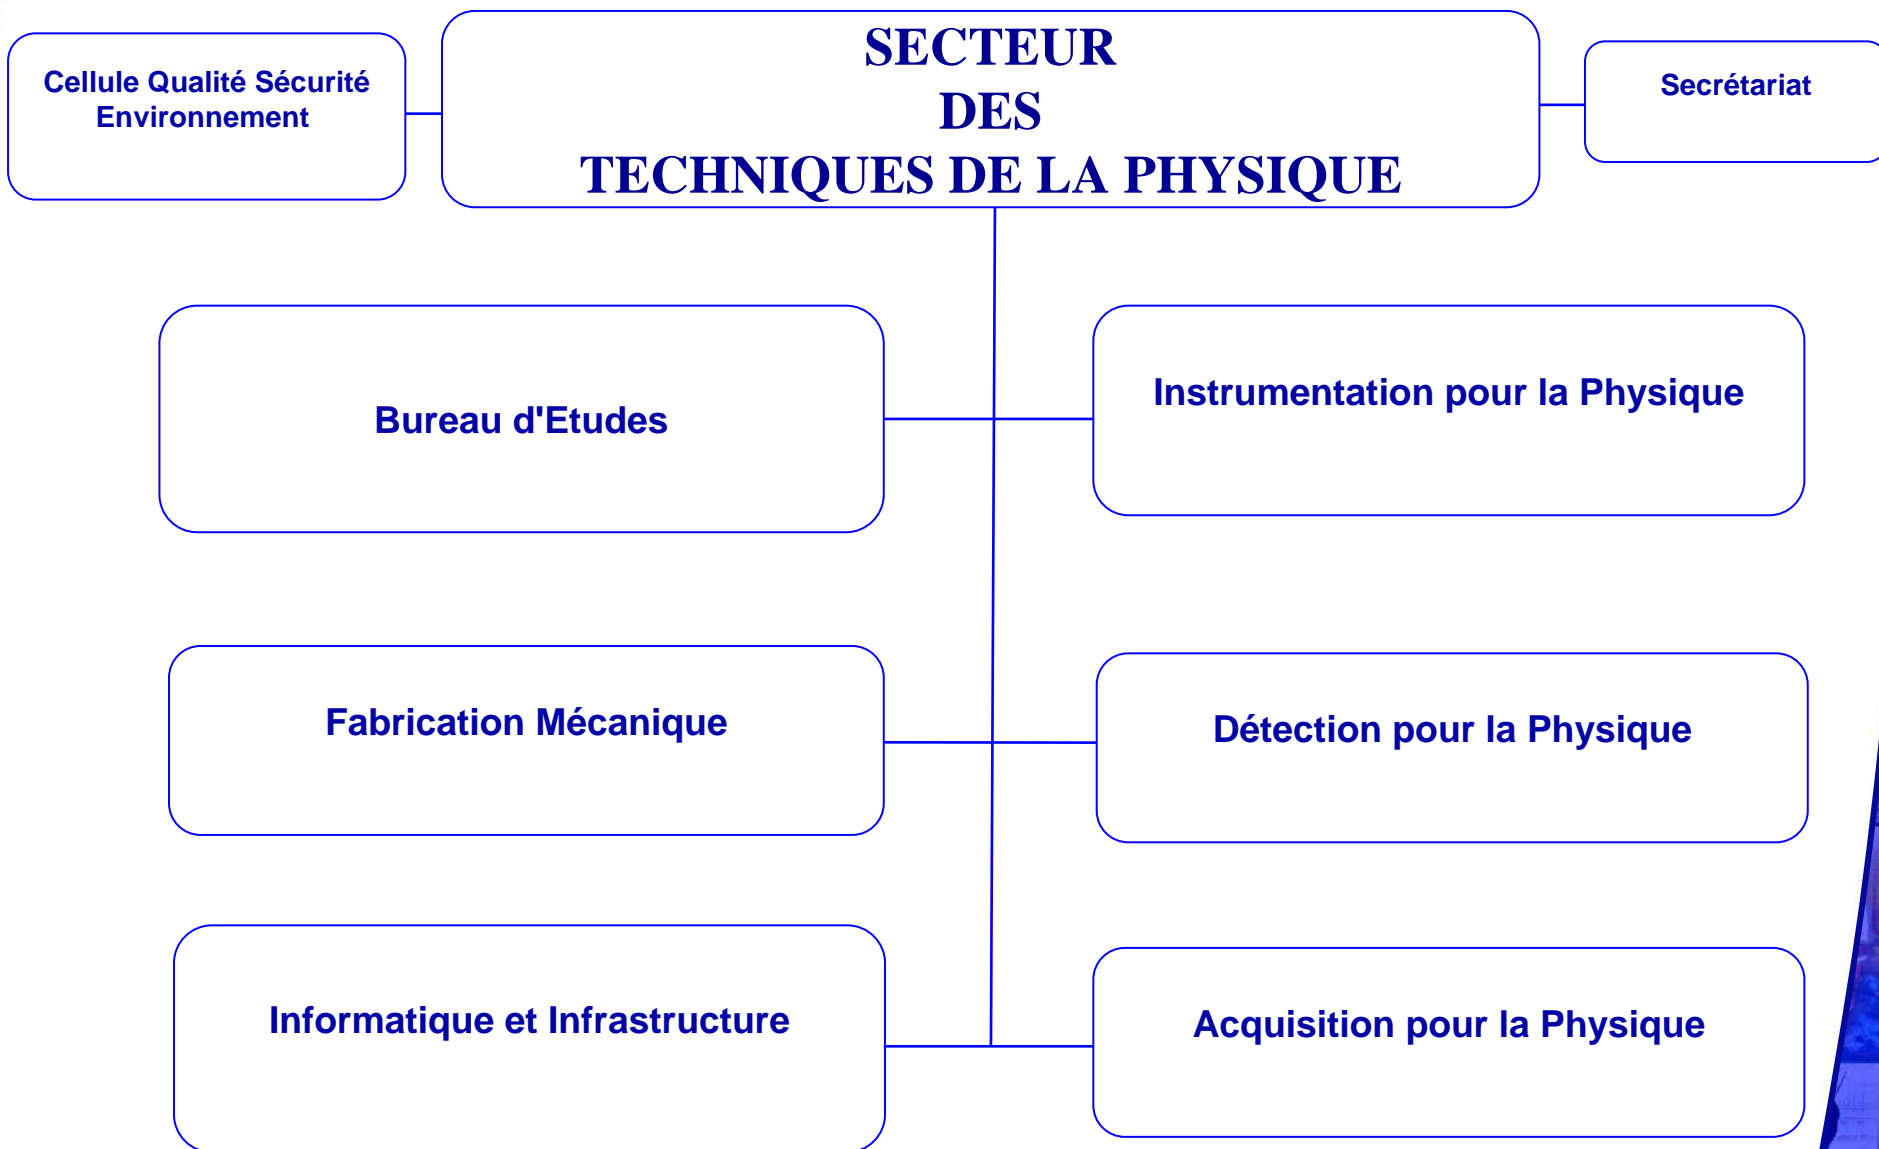 Cellule Qualité Sécurité
Environnement
SECTEUR
DES
TECHNIQUES DE LA PHYSIQUE
Secrétariat
Bureau d'Etudes
Instrumentation pour la Physique
Fabrication Mécanique
Détection pour la Physique
Informatique et Infrastructure
Acquisition pour la Physique